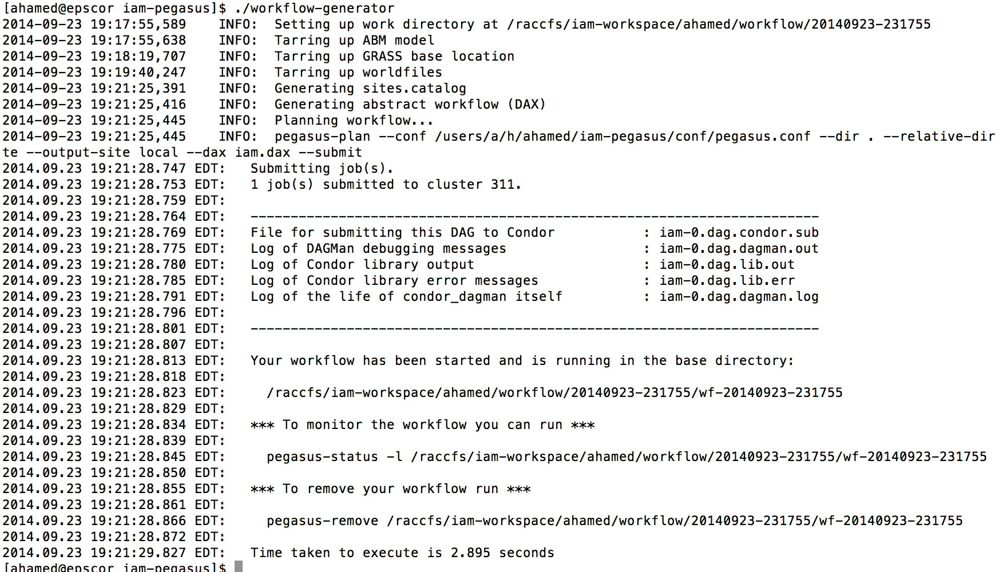 [ahamed@epscor iam-pegasus]$ ./workflow-generator
2014-09-23 19:17:55,589    INFO:  Setting up work directory at /raccfs/iam-workspace/ahamed/workflow/20140923-231755
2014-09-23 19:17:55,638    INFO:  Tarring up ABM model
2014-09-23 19:18:19,707    INFO:  Tarring up GRASS base location
2014-09-23 19:19:40,247    INFO:  Tarring up worldfiles
2014-09-23 19:21:25,391    INFO:  Generating sites.catalog
2014-09-23 19:21:25,416    INFO:  Generating abstract workflow (DAX)
2014-09-23 19:21:25,445    INFO:  Planning workflow...
2014-09-23 19:21:25,445    INFO:  pegasus-plan --conf /users/a/h/ahamed/iam-pegasus/conf/pegasus.conf --dir . --relative-dir
te --output-site local --dax iam.dax --submit
2014.09.23 19:21:28.747 EDT:   Submitting job(s).
2014.09.23 19:21:28.753 EDT:   1 job(s) submitted to cluster 311.
2014.09.23 19:21:28.759 EDT:
2014.09.23 19:21:28.764 EDT:   -----------------------------------------------------------------------
2014.09.23 19:21:28.769 EDT:   File for submitting this DAG to Condor           : iam-0.dag.condor.sub
2014.09.23 19:21:28.775 EDT:   Log of DAGMan debugging messages                 : iam-0.dag.dagman.out
2014.09.23 19:21:28.780 EDT:   Log of Condor library output                     : iam-0.dag.lib.out
2014.09.23 19:21:28.785 EDT:   Log of Condor library error messages             : iam-0.dag.lib.err
2014.09.23 19:21:28.791 EDT:   Log of the life of condor_dagman itself          : iam-0.dag.dagman.log
2014.09.23 19:21:28.796 EDT:
2014.09.23 19:21:28.801 EDT:   -----------------------------------------------------------------------
2014.09.23 19:21:28.807 EDT:
2014.09.23 19:21:28.813 EDT:   Your workflow has been started and is running in the base directory:
2014.09.23 19:21:28.818 EDT:
2014.09.23 19:21:28.823 EDT:     /raccfs/iam-workspace/ahamed/workflow/20140923-231755/wf-20140923-231755
2014.09.23 19:21:28.829 EDT:
2014.09.23 19:21:28.834 EDT:   *** To monitor the workflow you can run ***
2014.09.23 19:21:28.839 EDT:
2014.09.23 19:21:28.845 EDT:     pegasus-status -l /raccfs/iam-workspace/ahamed/workflow/20140923-231755/wf-20140923-231755
2014.09.23 19:21:28.850 EDT:
2014.09.23 19:21:28.855 EDT:   *** To remove your workflow run ***
2014.09.23 19:21:28.861 EDT:
2014.09.23 19:21:28.866 EDT:     pegasus-remove /raccfs/iam-workspace/ahamed/workflow/20140923-231755/wf-20140923-231755
2014.09.23 19:21:28.872 EDT:
2014.09.23 19:21:29.827 EDT:   Time taken to execute is 2.895 seconds
[ahamed@epscor iam-pegasus]$